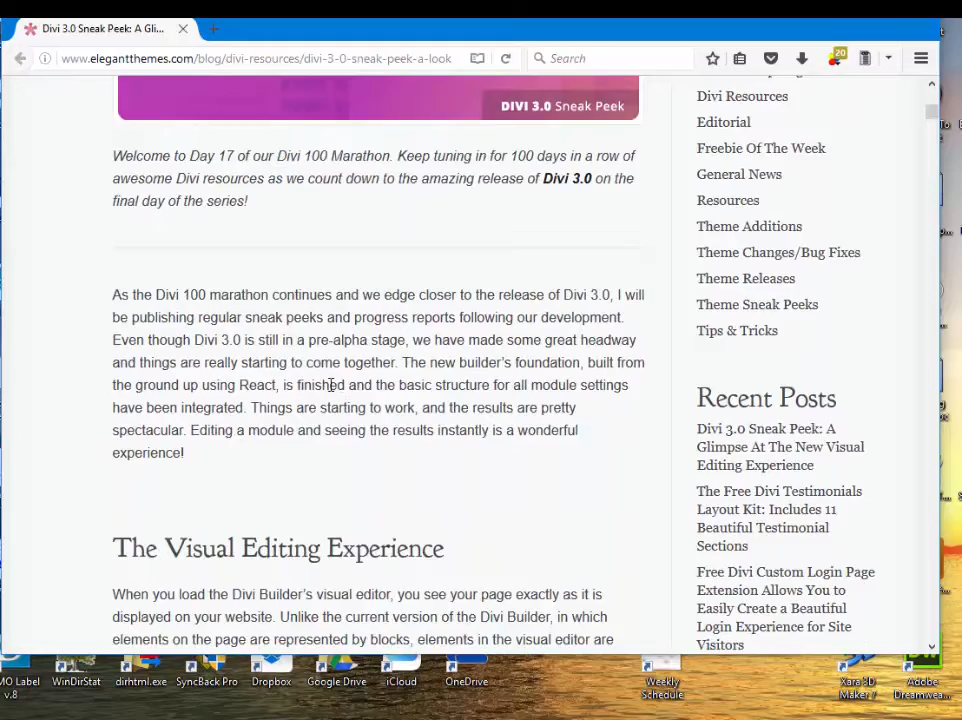 Divi 3.0 Sneak Peek: A Gli...
www.elegantthemes.com/blog/divi-resources/divi-3-0-sneak-peek-a-look
Search
20
DIVI 3.0 Sneak Peek
Welcome to Day 17 of our Divi 100 Marathon. Keep tuning in for 100 days in a row of
awesome Divi resources as we count down to the amazing release of Divi 3.0 on the
final day of the series!
As the Divi 100 marathon continues and we edge closer to the release of Divi 3.0, I will
be publishing regular sneak peeks and progress reports following our development.
Even though Divi 3.0 is still in a pre-alpha stage, we have made some great headway
and things are really starting to come together. The new builder's foundation, built from
the ground up using React, is finished and the basic structure for all module settings
have been integrated. Things are starting to work, and the results are pretty
spectacular. Editing a module and seeing the results instantly is a wonderful
experience!
The Visual Editing Experience
When you load the Divi Builder's visual editor, you see your page exactly as it is
displayed on your website. Unlike the current version of the Divi Builder, in which
elements on the page are represented by blocks, elements in the visual editor are
Divi Resources
Editorial
Freebie Of The Week
General News
Resources
Theme Additions
Theme Changes/Bug Fixes
Theme Releases
Theme Sneak Peeks
Tips & Tricks
Recent Posts
Divi 3.0 Sneak Peek: A
Glimpse At The New Visual
Editing Experience
The Free Divi Testimonials
Layout Kit: Includes 11
Beautiful Testimonial
Sections
Free Divi Custom Login Page
Extension Allows You to
Easily Create a Beautiful
Login Experience for Site
Visitors
MO Label
v.8
WinDirStat
dirhtml.exe
SyncBack Pro
Dropbox
Google Drive
iCloud
OneDrive
Weekly
Schedule
Xara 3D
Maker 7
Adobe
Dreamwea...